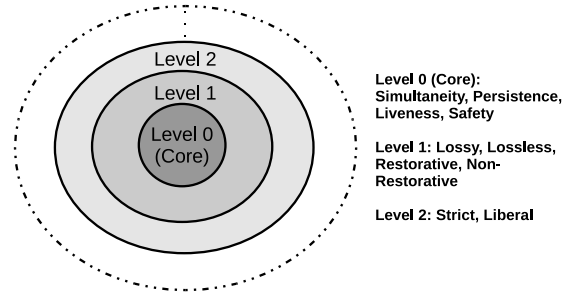 Level 2
Level 1
Level 0
(Core)
Level 0 (Core):
Simultaneity, Persistence,
Liveness, Safety
Level 1: Lossy, Lossless,
Restorative, Non-
Restorative
Level 2: Strict, Liberal